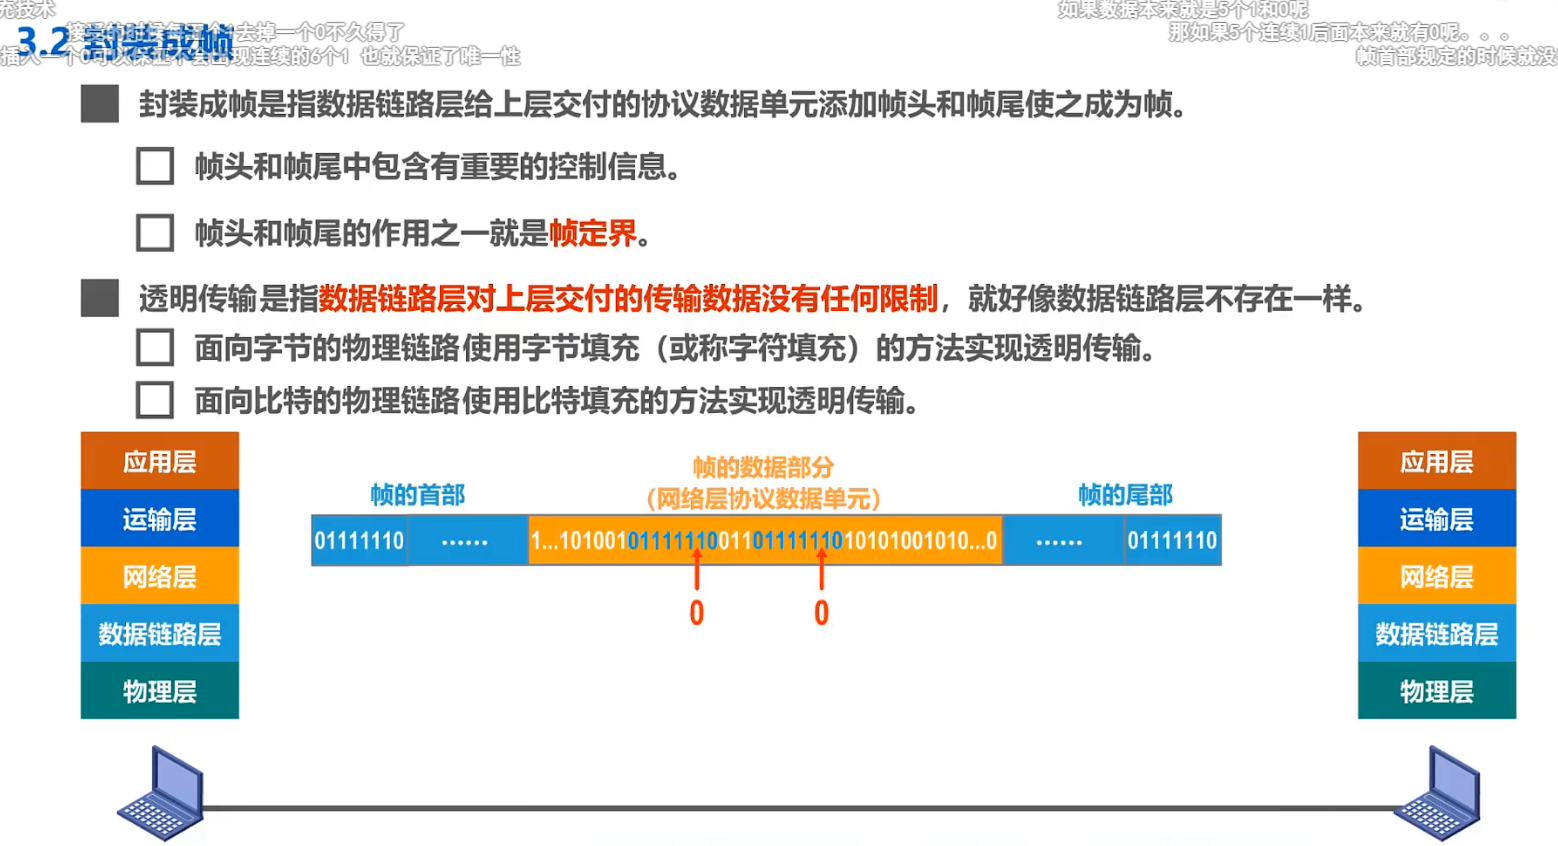 充技术
如果数据本来就是5个1和0呢
接受的时候每五个1去掉一个0不久得了
那如果5个连续1后面本来就有0呢。。。
3.2 封装成帧
插入一个0可以保证不会出现连续的6个1 也就保证了唯一性
帧首部规定的时候就没
封装成帧是指数据链路层给上层交付的协议数据单元添加帧头和帧尾使之成为帧。
帧头和帧尾中包含有重要的控制信息。
帧头和帧尾的作用之一就是帧定界。
透明传输是指数据链路层对上层交付的传输数据没有任何限制，就好像数据链路层不存在一样。
面向字节的物理链路使用字节填充（或称字符填充）的方法实现透明传输。
面向比特的物理链路使用比特填充的方法实现透明传输。
应用层
运输层
网络层
数据链路层
物理层
帧的首部
帧的数据部分
（网络层协议数据单元）
帧的尾部
01111110 ······ 1...1010010111111000110111111010101001010...0 ······ 01111110
0 0
应用层
运输层
网络层
数据链路层
物理层